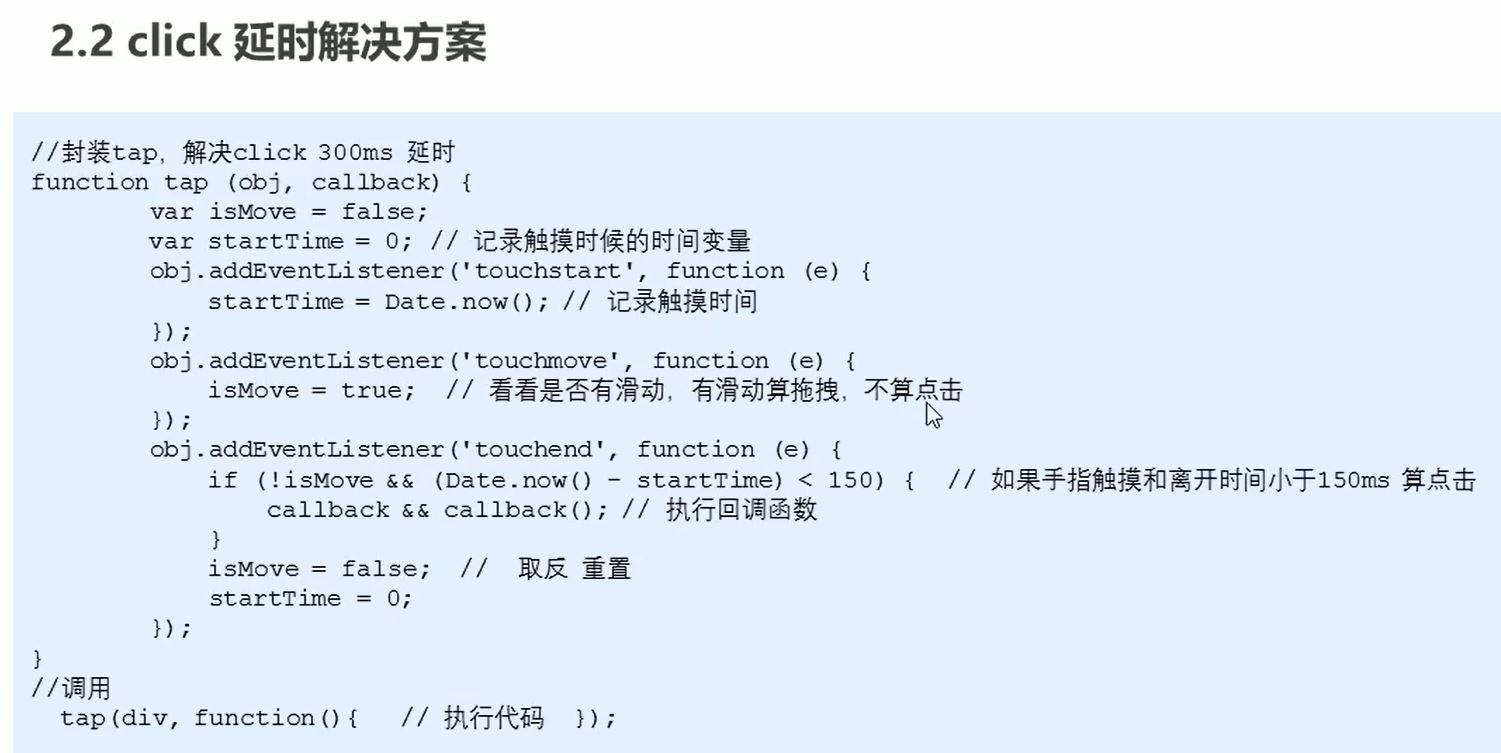 2.2 click 延时解决方案
//封装tap，解决click 300ms 延时
function tap (obj, callback) {
        var isMove = false;
        var startTime = 0; // 记录触摸时候的时间变量
        obj.addEventListener('touchstart', function (e) {
            startTime = Date.now(); // 记录触摸时间
        });
        obj.addEventListener('touchmove', function (e) {
            isMove = true;  // 看看是否有滑动，有滑动算拖拽，不算点击
        });
        obj.addEventListener('touchend', function (e) {
            if (!isMove && (Date.now() - startTime) < 150) {  // 如果手指触摸和离开时间小于150ms 算点击
                callback && callback(); // 执行回调函数
            }
            isMove = false;  //  取反 重置
            startTime = 0;
        });
}
//调用
  tap(div, function(){   // 执行代码  });